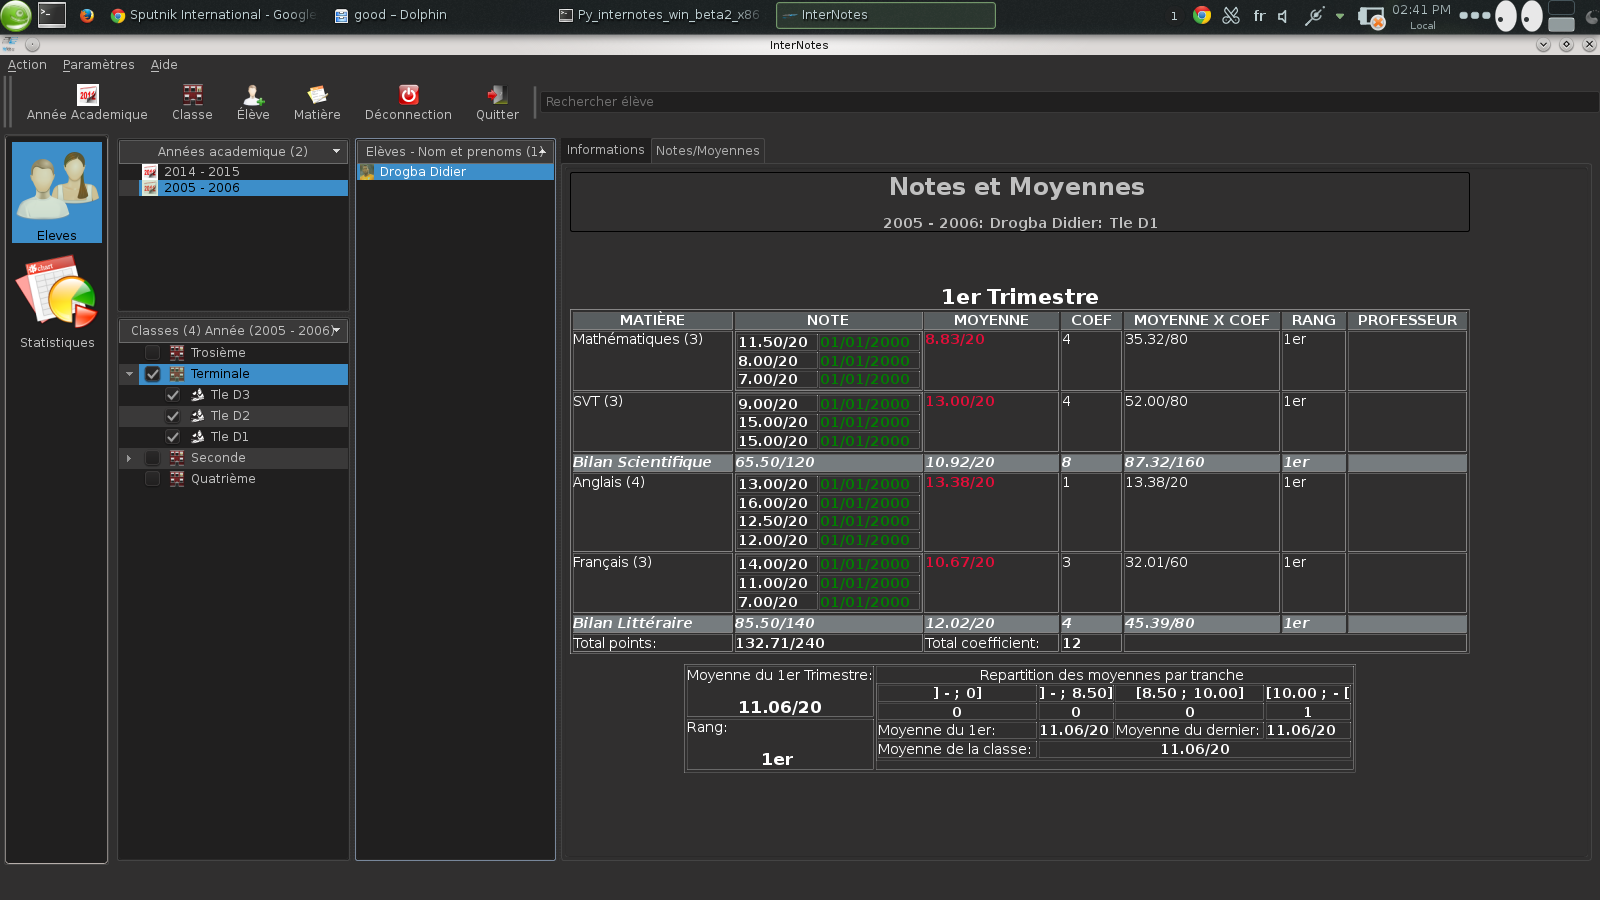 Sputnik International - Google
good – Dolphin
Py_internotes_win_beta2_x86
InterNotes
1
fr
02:41 PM
Local
InterNotes
Action Paramètres Aide
Année Academique
Classe
Élève
Matière
Déconnection
Quitter
Rechercher élève
Eleves
Statistiques
Années academique (2)
2014 - 2015
2005 - 2006
Classes (4) Année (2005 - 2006)
Trosième
Terminale
Tle D3
Tle D2
Tle D1
Seconde
Quatrième
Elèves - Nom et prenoms (1)
Drogba Didier
Informations
Notes/Moyennes
Notes et Moyennes
2005 - 2006: Drogba Didier: Tle D1
1er Trimestre
MATIÈRE NOTE MOYENNE COEF MOYENNE X COEF RANG PROFESSEUR
Mathématiques (3) 11.50/20 01/01/2000 8.83/20 4 35.32/80 1er
8.00/20 01/01/2000
7.00/20 01/01/2000
SVT (3) 9.00/20 01/01/2000 13.00/20 4 52.00/80 1er
15.00/20 01/01/2000
15.00/20 01/01/2000
Bilan Scientifique 65.50/120 10.92/20 8 87.32/160 1er
Anglais (4) 13.00/20 01/01/2000 13.38/20 1 13.38/20 1er
16.00/20 01/01/2000
12.50/20 01/01/2000
12.00/20 01/01/2000
Français (3) 14.00/20 01/01/2000 10.67/20 3 32.01/60 1er
11.00/20 01/01/2000
7.00/20 01/01/2000
Bilan Littéraire 85.50/140 12.02/20 4 45.39/80 1er
Total points: 132.71/240 Total coefficient: 12
Moyenne du 1er Trimestre:
11.06/20
Rang:
1er
Repartition des moyennes par tranche
] - ; 0] ] - ; 8.50] [8.50 ; 10.00] [10.00 ; - [
0 0 0 1
Moyenne du 1er: 11.06/20 Moyenne du dernier: 11.06/20
Moyenne de la classe: 11.06/20